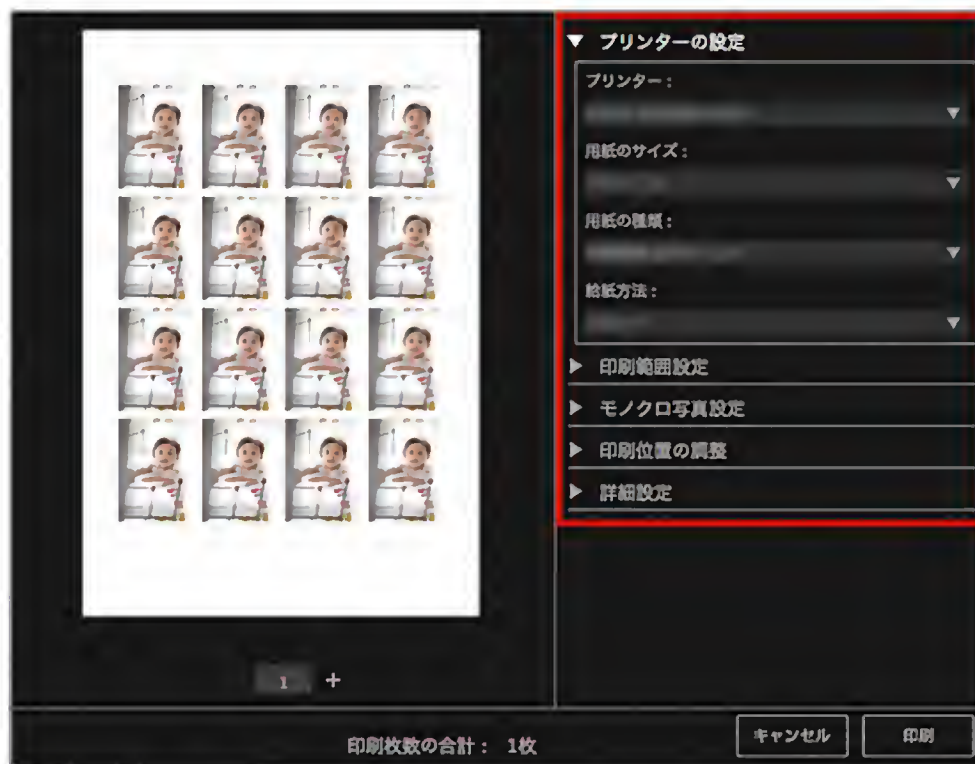 プリンターの設定
プリンター：
用紙のサイズ：
用紙の種類：
給紙方法：
印刷範囲設定
モノクロ写真設定
印刷位置の調整
詳細設定
1 +
印刷枚数の合計： 1枚
キャンセル
印刷